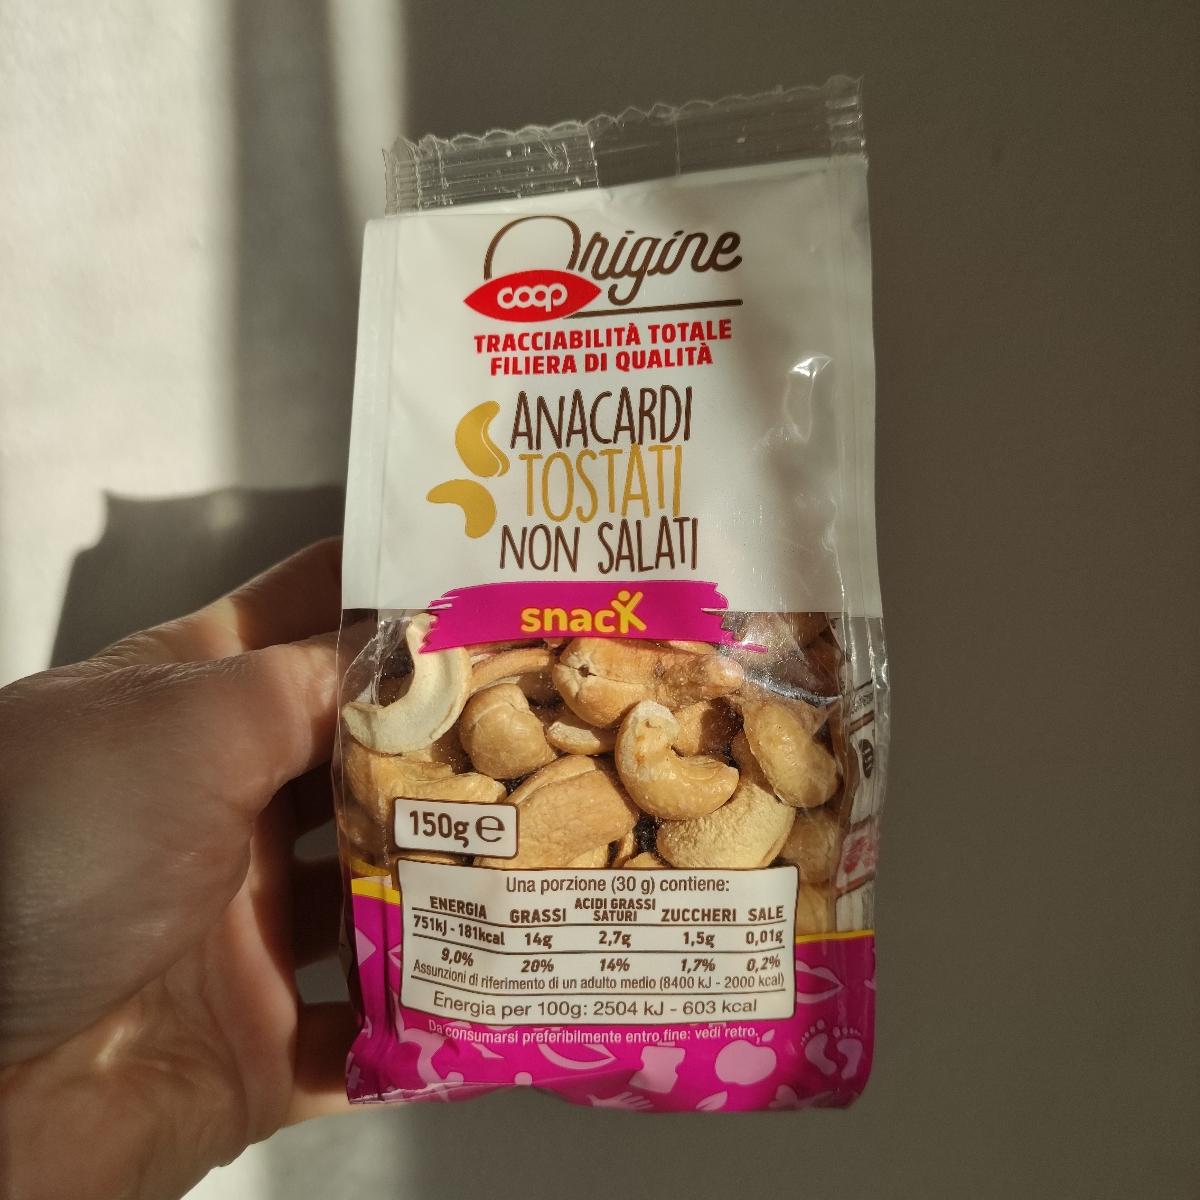 Origine
coop
TRACCIABILITÀ TOTALE
FILIERA DI QUALITÀ
ANACARDI
TOSTATI
NON SALATI
snack
150g ℮
Una porzione (30 g) contiene:
ENERGIA GRASSI ACIDI GRASSI SATURI ZUCCHERI SALE
751kJ - 181kcal 14g 2,7g 1,5g 0,01g
9,0% 20% 14% 1,7% 0,2%
Assunzioni di riferimento di un adulto medio (8400 kJ - 2000 kcal)
Energia per 100g: 2504 kJ - 603 kcal
Da consumarsi preferibilmente entro fine: vedi retro.